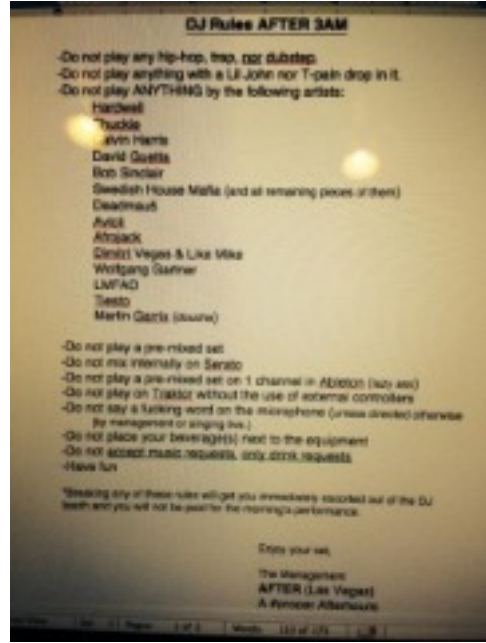 DJ Rules AFTER 3AM
-Do not play any hip-hop, trap, nor dubstep.
-Do not play anything with a Lil John nor T-pain drop in it.
-Do not play ANYTHING by the following artists:
Hardwell
Chuckie
Calvin Harris
David Guetta
Bob Sinclair
Swedish House Mafia (and all remaining pieces of them)
Deadmau5
Avicii
Afrojack
Dimitri Vegas & Like Mike
Wolfgang Gartner
LMFAO
Tiesto
Martin Garrix (douche)
-Do not play a pre-mixed set
-Do not mix internally on Serato
-Do not play a pre-mixed set on 1 channel in Ableton (lazy ass)
-Do not play on Traktor without the use of external controllers
-Do not say a fucking word on the microphone (unless directed otherwise
by management or singing live.)
-Do not place your beverage(s) next to the equipment
-Do not accept music requests, only drink requests
-Have fun
*Breaking any of these rules will get you immediately escorted out of the DJ
booth and you will not be paid for the morning's performance.
Enjoy your set,
The Management
AFTER (Las Vegas)
A #proper Afterhours
Words: